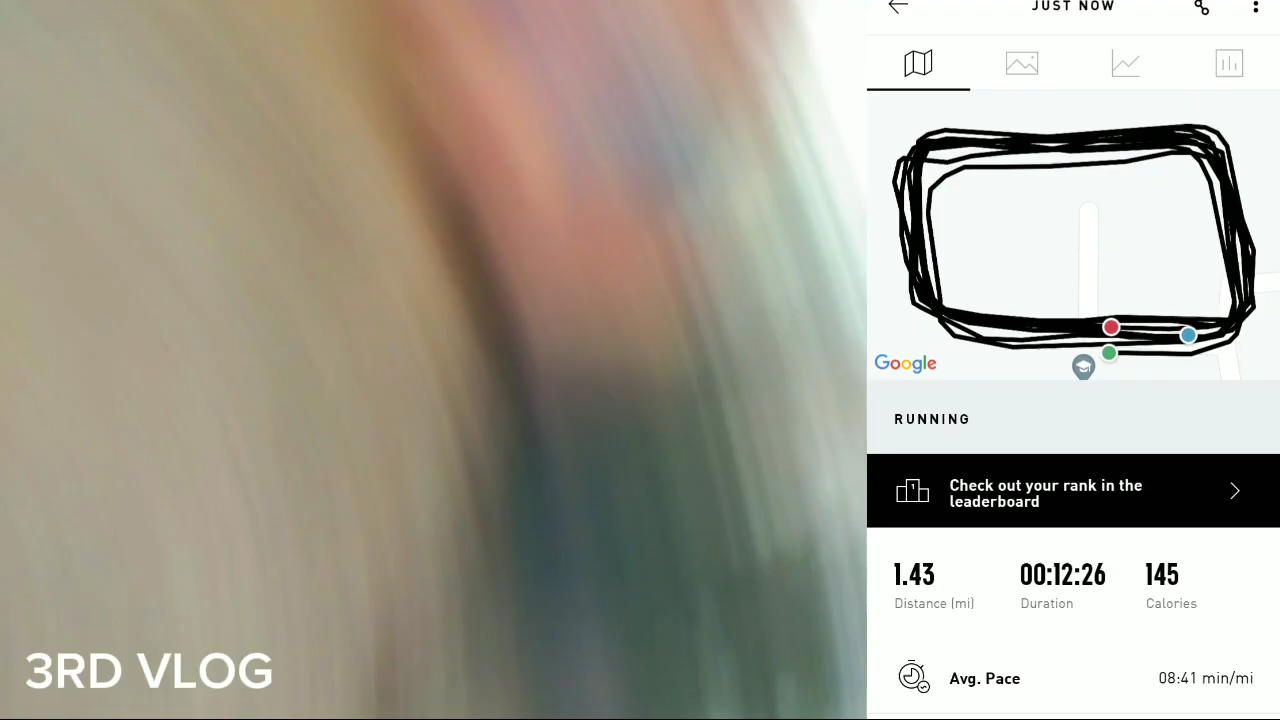 JUST NOW
Google
RUNNING
1
Check out your rank in the
leaderboard
1.43
00:12:26
145
Distance (mi)
Duration
Calories
Avg. Pace
08:41 min/mi
3RD VLOG